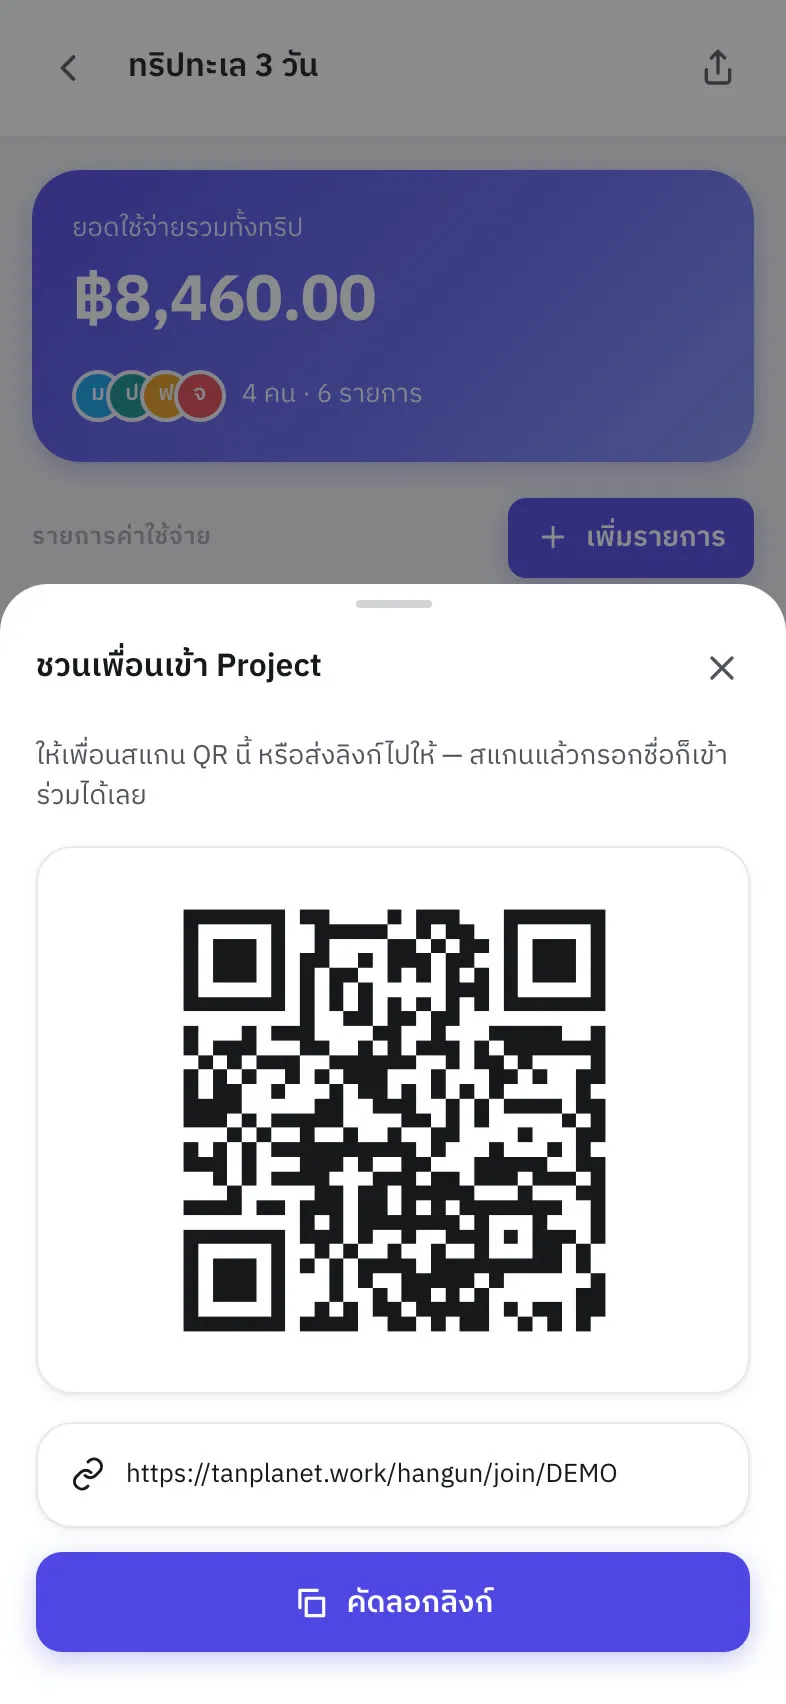 ทริปทะเล 3 วัน
ยอดใช้จ่ายรวมทั้งทริป
฿8,460.00
ม ป ฟ จ 4 คน · 6 รายการ
รายการค่าใช้จ่าย
+ เพิ่มรายการ
ชวนเพื่อนเข้า Project
ให้เพื่อนสแกน QR นี้ หรือส่งลิงก์ไปให้ — สแกนแล้วกรอกชื่อก็เข้า
ร่วมได้เลย
https://tanplanet.work/hangun/join/DEMO
คัดลอกลิงก์